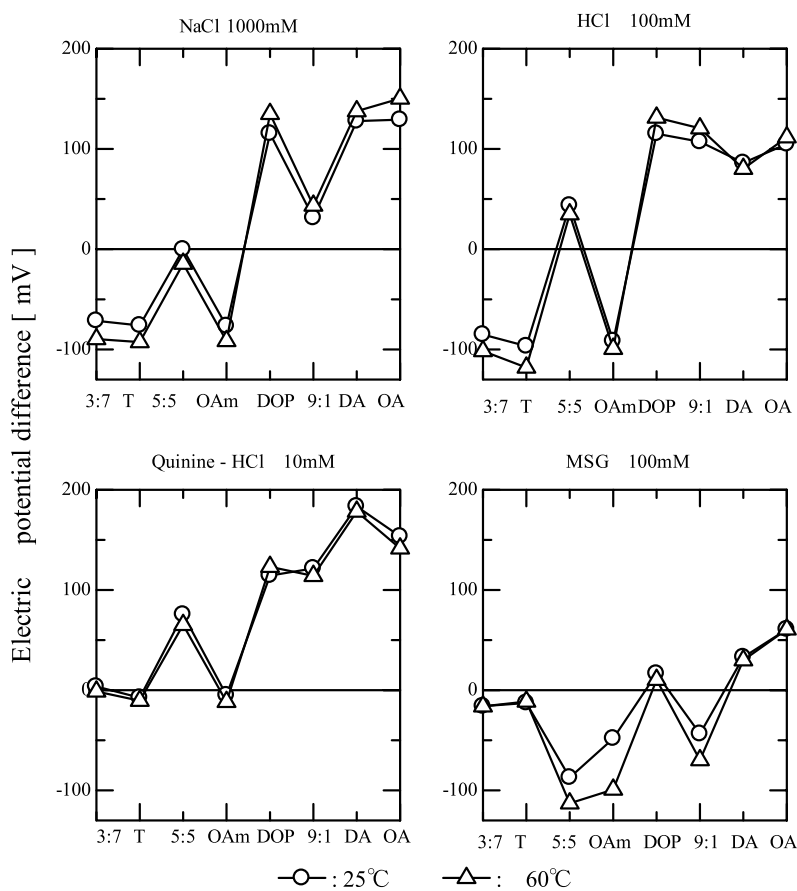 NaCl 1000mM
HCl 100mM
200
100
0
-100
3:7 T 5:5 OAm DOP 9:1 DA OA
200
100
0
-100
3:7 T 5:5 OAm DOP 9:1 DA OA
Electric potential difference [ mV ]
Quinine - HCl 10mM
MSG 100mM
200
100
0
-100
3:7 T 5:5 OAm DOP 9:1 DA OA
200
100
0
-100
3:7 T 5:5 OAm DOP 9:1 DA OA
: 25℃ : 60℃